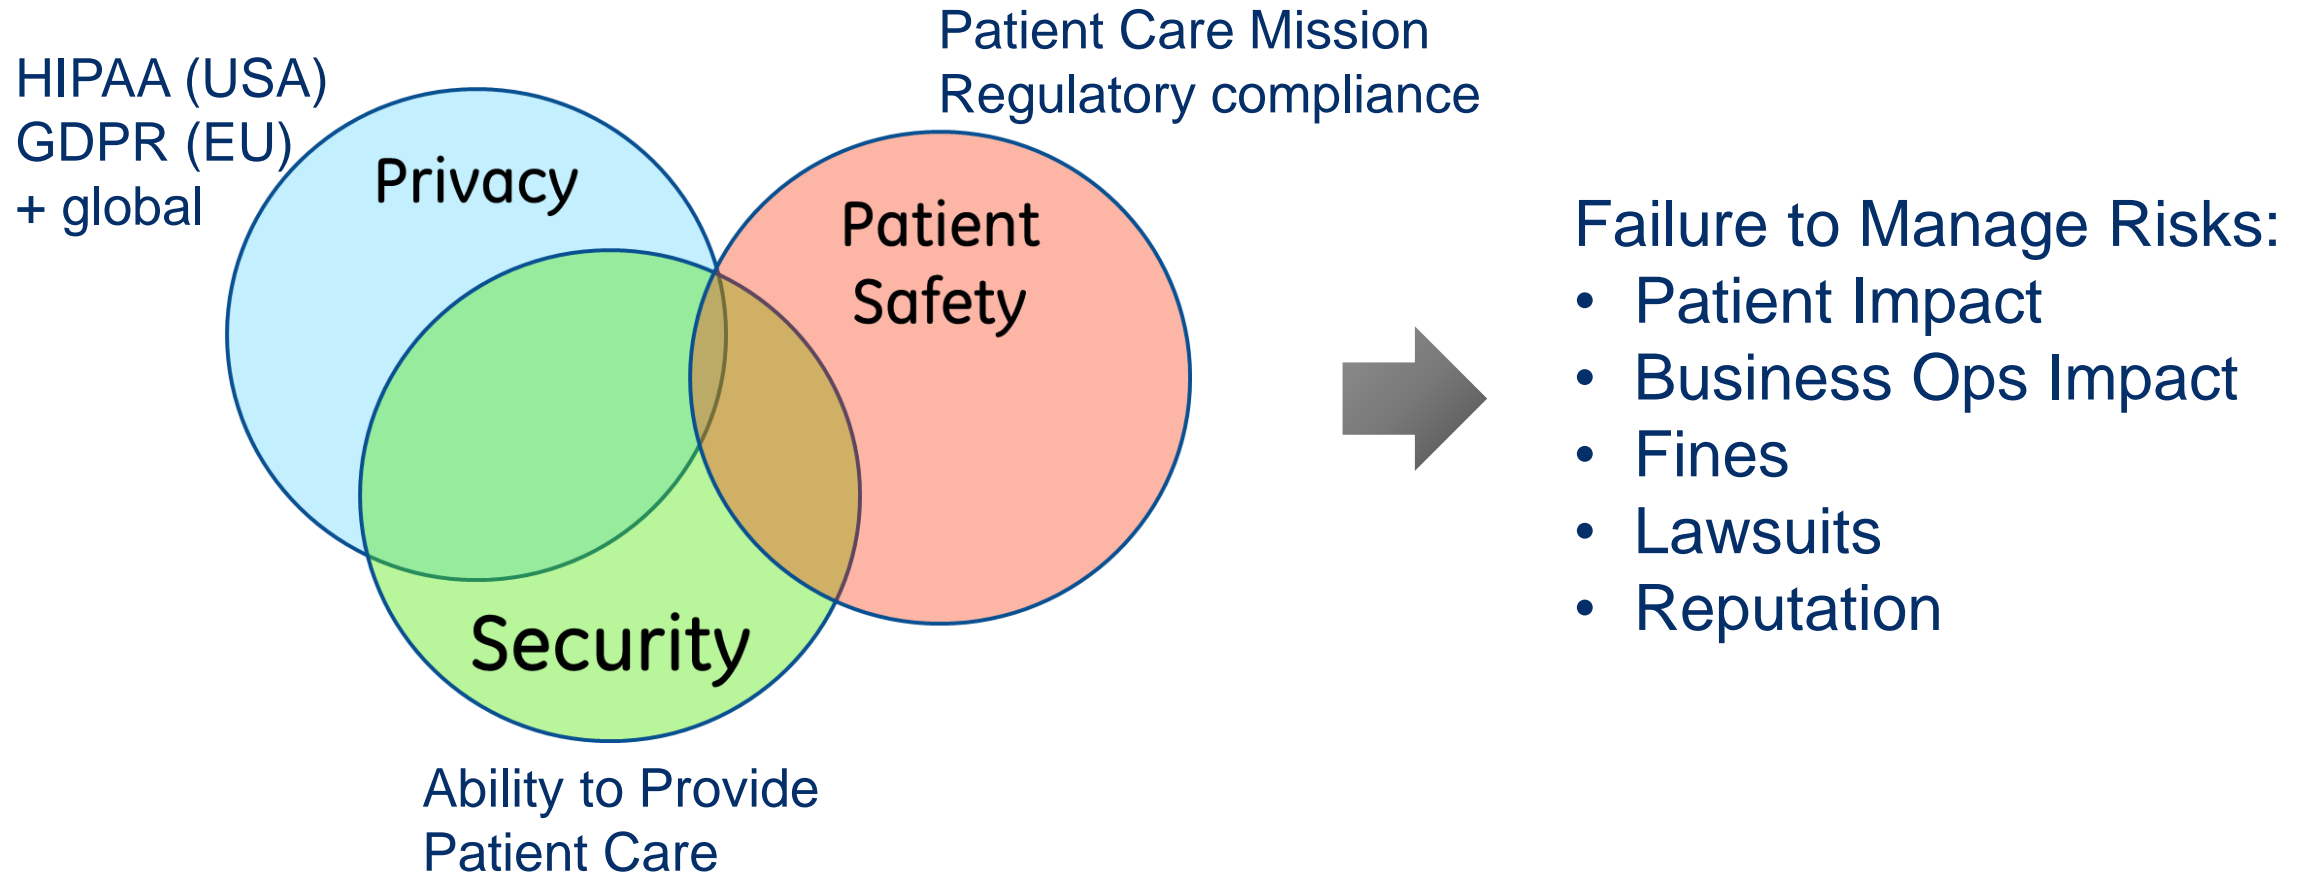 HIPAA (USA)
GDPR (EU)
+ global
Patient Care Mission
Regulatory compliance
Privacy
Patient
Safety
Security
Ability to Provide
Patient Care
Failure to Manage Risks:
• Patient Impact
• Business Ops Impact
• Fines
• Lawsuits
• Reputation